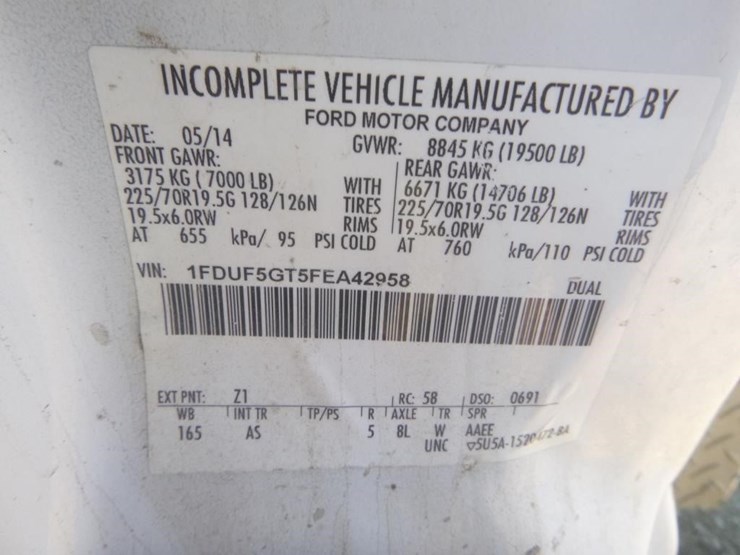 INCOMPLETE VEHICLE MANUFACTURED BY
FORD MOTOR COMPANY
DATE: 05/14 GVWR: 8845 KG (19500 LB)
FRONT GAWR: REAR GAWR:
3175 KG ( 7000 LB) WITH 6671 KG (14706 LB) WITH
225/70R19.5G 128/126N TIRES 225/70R19.5G 128/126N TIRES
19.5x6.0RW RIMS 19.5x6.0RW RIMS
AT 655 kPa/ 95 PSI COLD AT 760 kPa/110 PSI COLD
VIN: 1FDUF5GT5FEA42958 DUAL
EXT PNT: Z1 RC: 5B DSO: 0691
WB INT TR TP/PS R AXLE TR SPR
165 AS 5 8L W AAEE
UNC